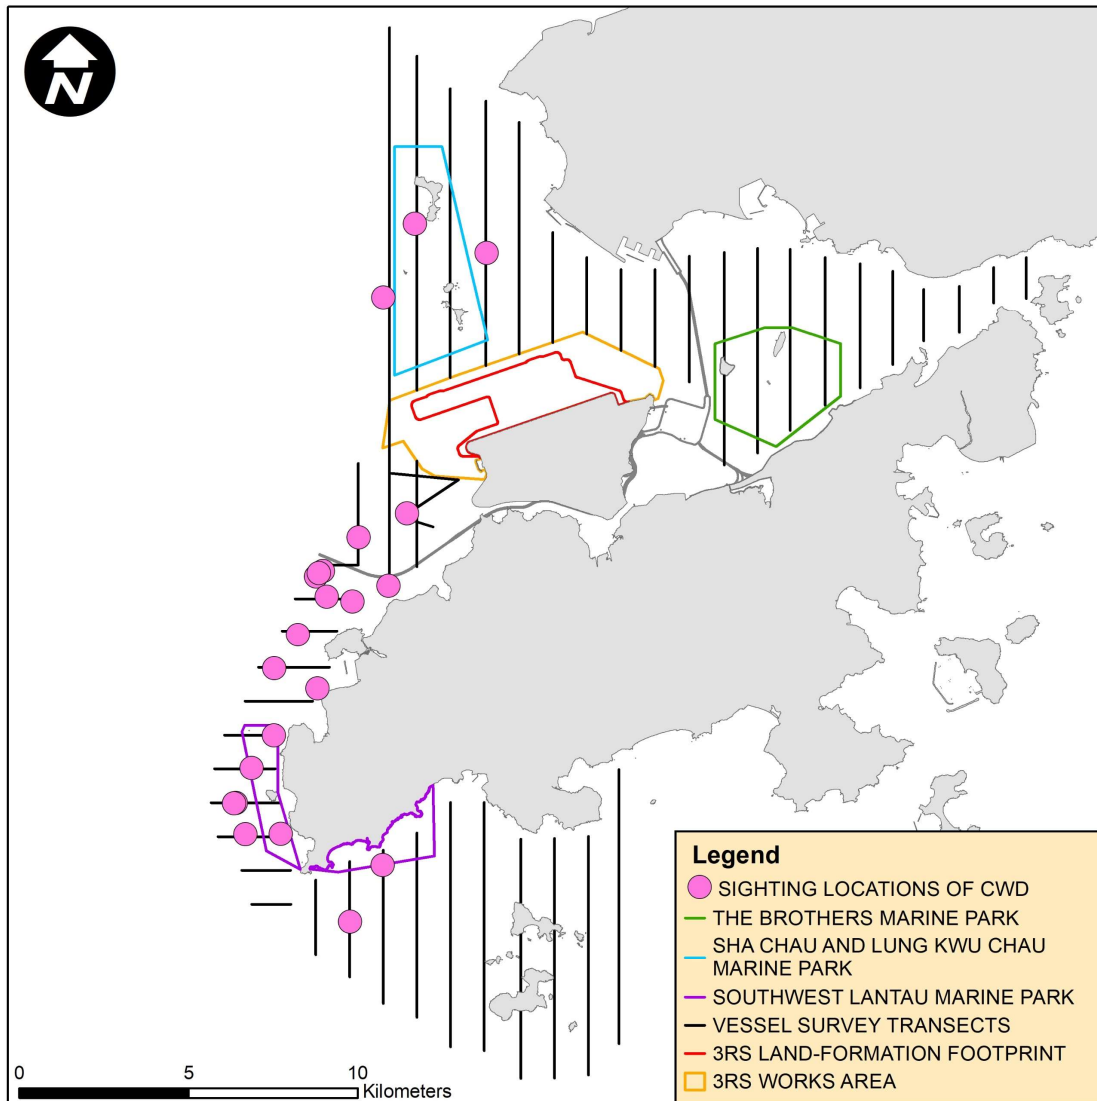 N
Legend
SIGHTING LOCATIONS OF CWD
THE BROTHERS MARINE PARK
SHA CHAU AND LUNG KWU CHAU
MARINE PARK
SOUTHWEST LANTAU MARINE PARK
VESSEL SURVEY TRANSECTS
3RS LAND-FORMATION FOOTPRINT
3RS WORKS AREA
0 5 10
Kilometers